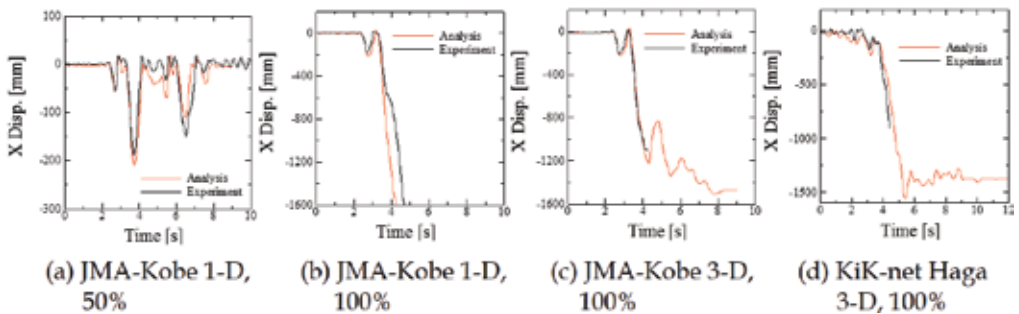 100
0
-100
-200
-300
X Disp. [mm]
Analysis
Experiment
0 2 4 6 8 10
Time [s]
(a) JMA-Kobe 1-D,
50%
200
0
-400
-800
-1200
-1600
X Disp. [mm]
Analysis
Experiment
0 2 4 6 8 10
Time [s]
(b) JMA-Kobe 1-D,
100%
200
0
-400
-800
-1200
-1600
X Disp. [mm]
Analysis
Experiment
0 2 4 6 8 10
Time [s]
(c) JMA-Kobe 3-D,
100%
200
0
-500
-1000
-1500
X Disp. [mm]
Analysis
Experiment
0 2 4 6 8 10 12
Time [s]
(d) KiK-net Haga
3-D, 100%